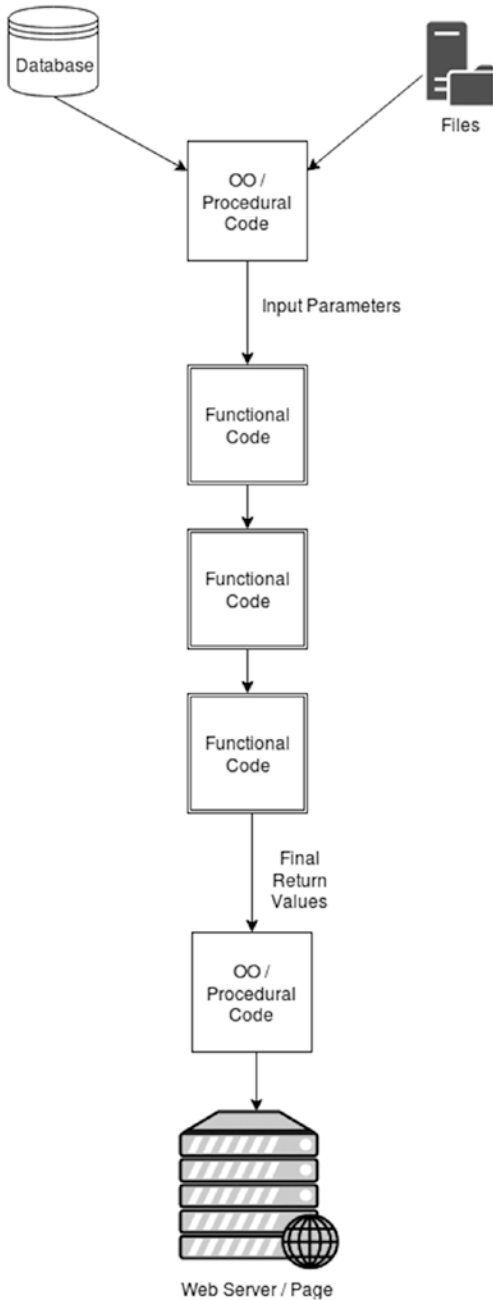 Database
Files
OO /
Procedural
Code
Input Parameters
Functional
Code
Functional
Code
Functional
Code
Final
Return
Values
OO /
Procedural
Code
Web Server / Page